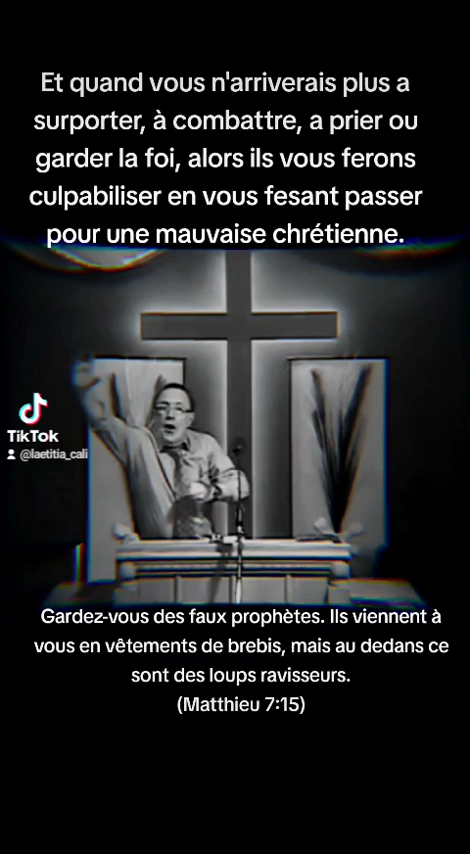 Et quand vous n'arriverais plus a
surporter, à combattre, a prier ou
garder la foi, alors ils vous ferons
culpabiliser en vous fesant passer
pour une mauvaise chrétienne.
TikTok
@laetitia_cali
Gardez-vous des faux prophètes. Ils viennent à
vous en vêtements de brebis, mais au dedans ce
sont des loups ravisseurs.
(Matthieu 7:15)